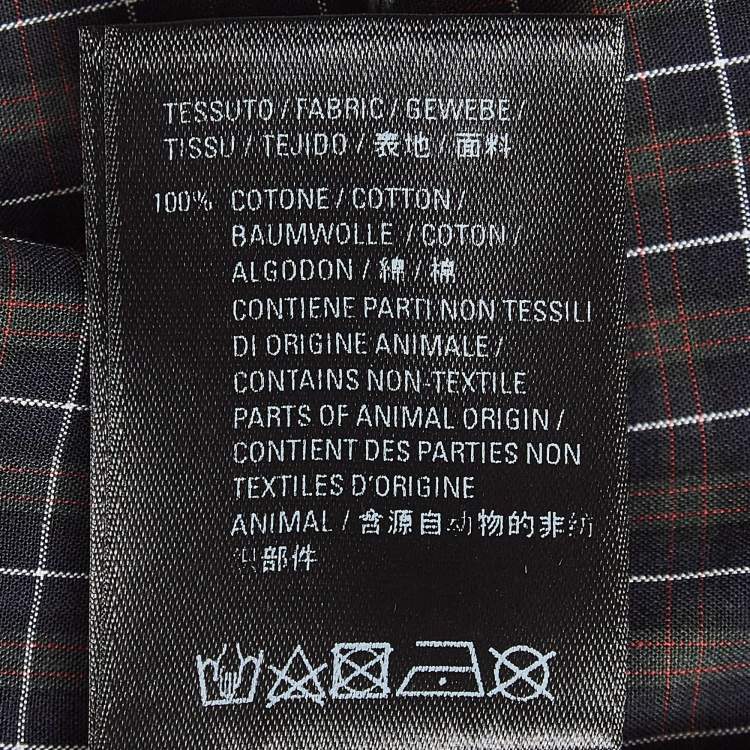 TESSUTO / FABRIC / GEWEBE /
TISSU / TEJIDO / 表地 / 面料
100% COTONE / COTTON /
BAUMWOLLE / COTON /
ALGODON / 綿 / 棉
CONTIENE PARTI NON TESSILI
DI ORIGINE ANIMALE /
CONTAINS NON-TEXTILE
PARTS OF ANIMAL ORIGIN /
CONTIENT DES PARTIES NON
TEXTILES D'ORIGINE
ANIMAL / 含源自动物的非纺
织部件